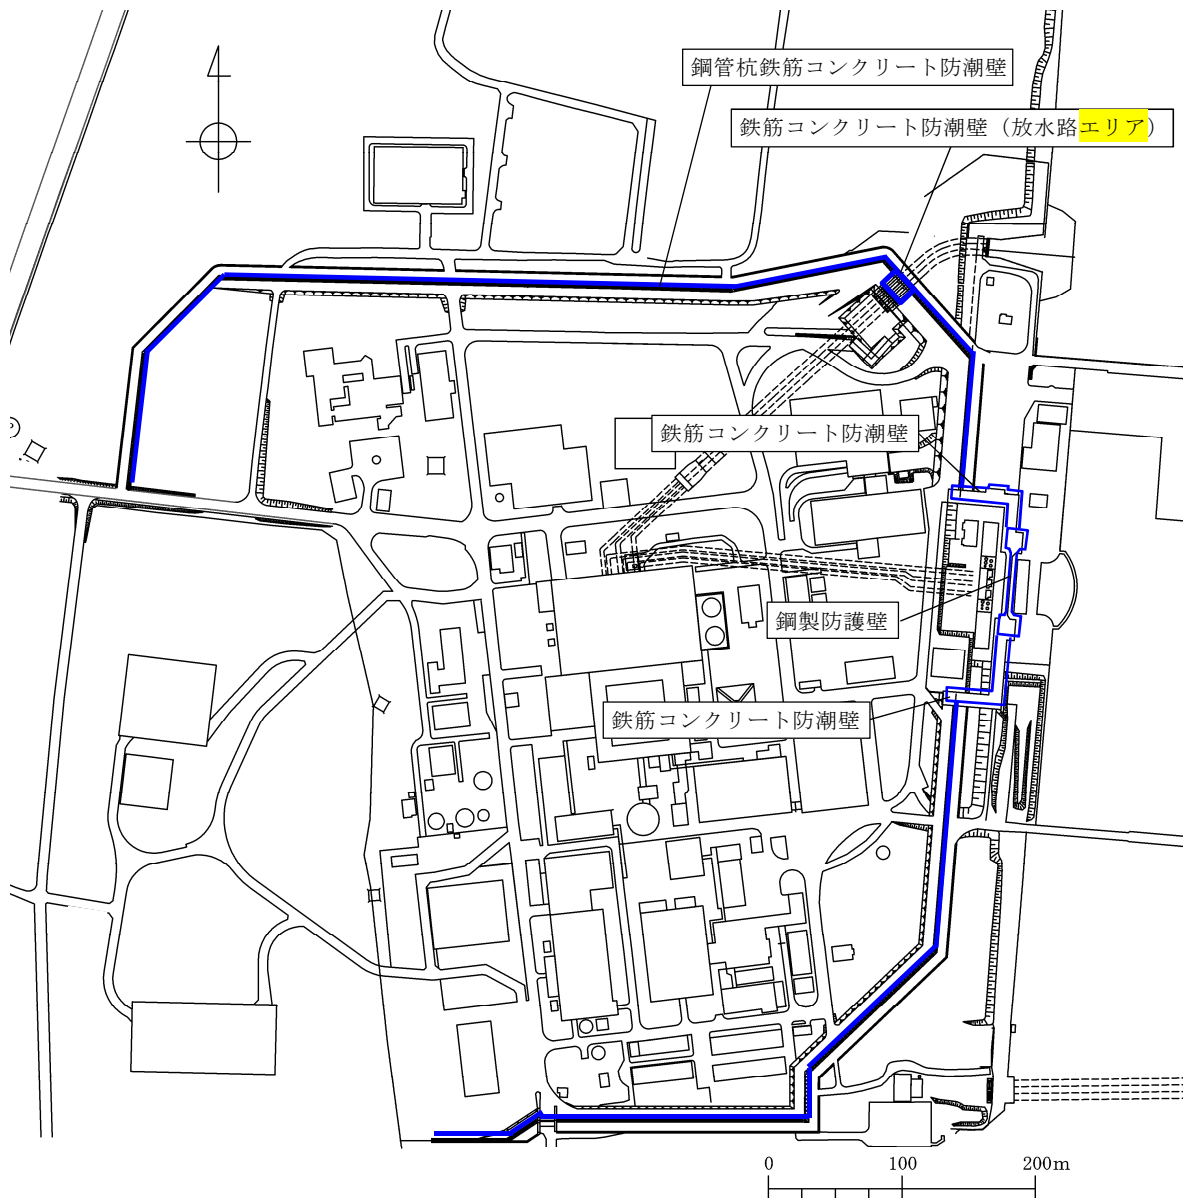 鋼管杭鉄筋コンクリート防潮壁
鉄筋コンクリート防潮壁（放水路エリア）
鉄筋コンクリート防潮壁
鋼製防護壁
鉄筋コンクリート防潮壁
0 100 200m